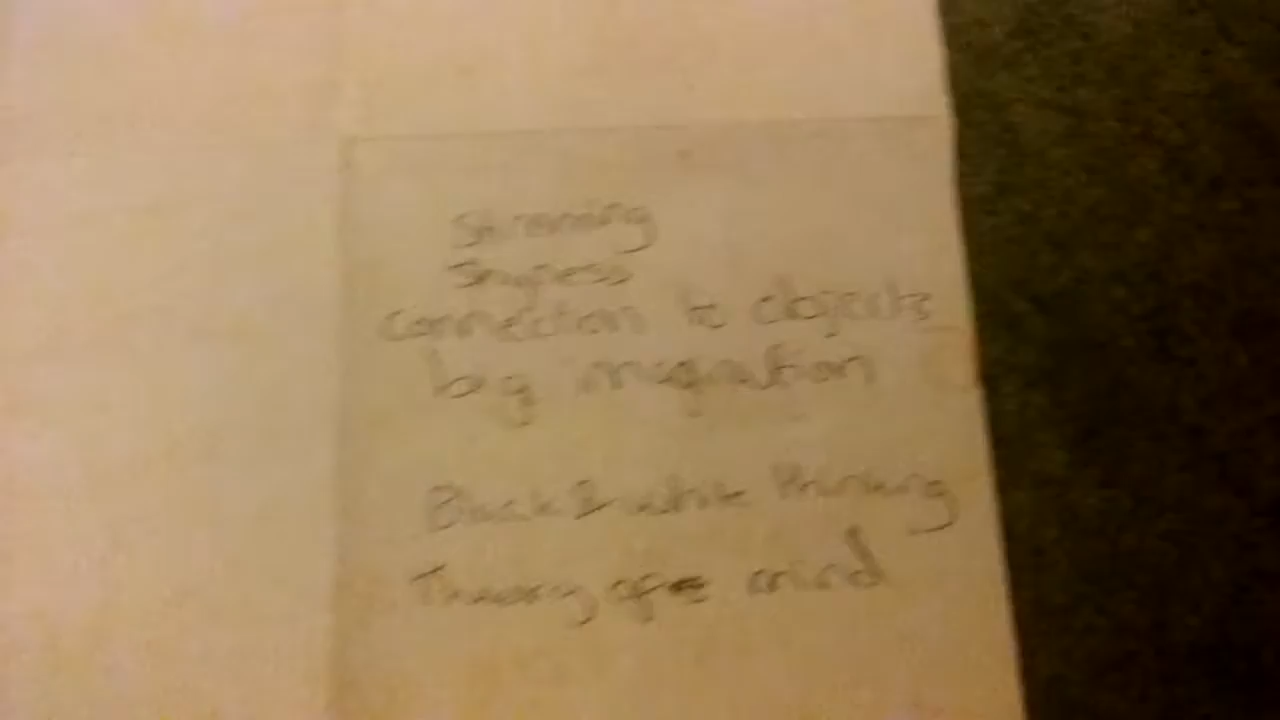 Stimming
Shyness
connection to objects
big imagination
Black & white thinking
Theory of mind